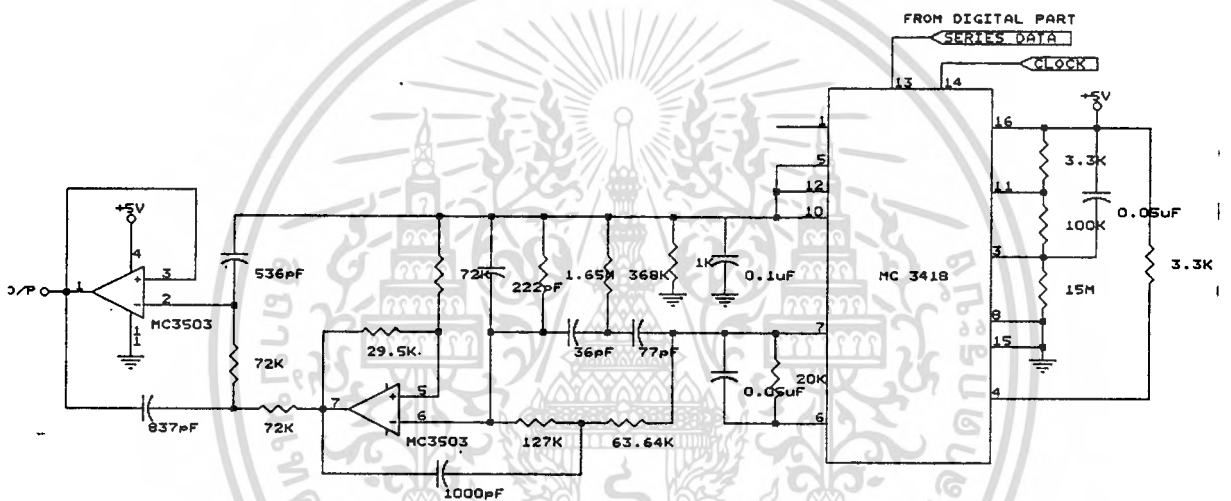 FROM DIGITAL PART
SERIES DATA
CLOCK
13
14
+5V
1
16
3.3K
5
12
11
10
0.05uF
100K
3
3.3K
+5V
4
3
536pF
72K
222pF
1.65M
368K
1K
0.1uF
MC 3418
15M
O/P
1
2
MC3503
11
8
7
15
29.5K
36pF
77pF
72K
20K
0.05uF
5
4
7
6
6
837pF
72K
MC3503
127K
63.64K
1000pF